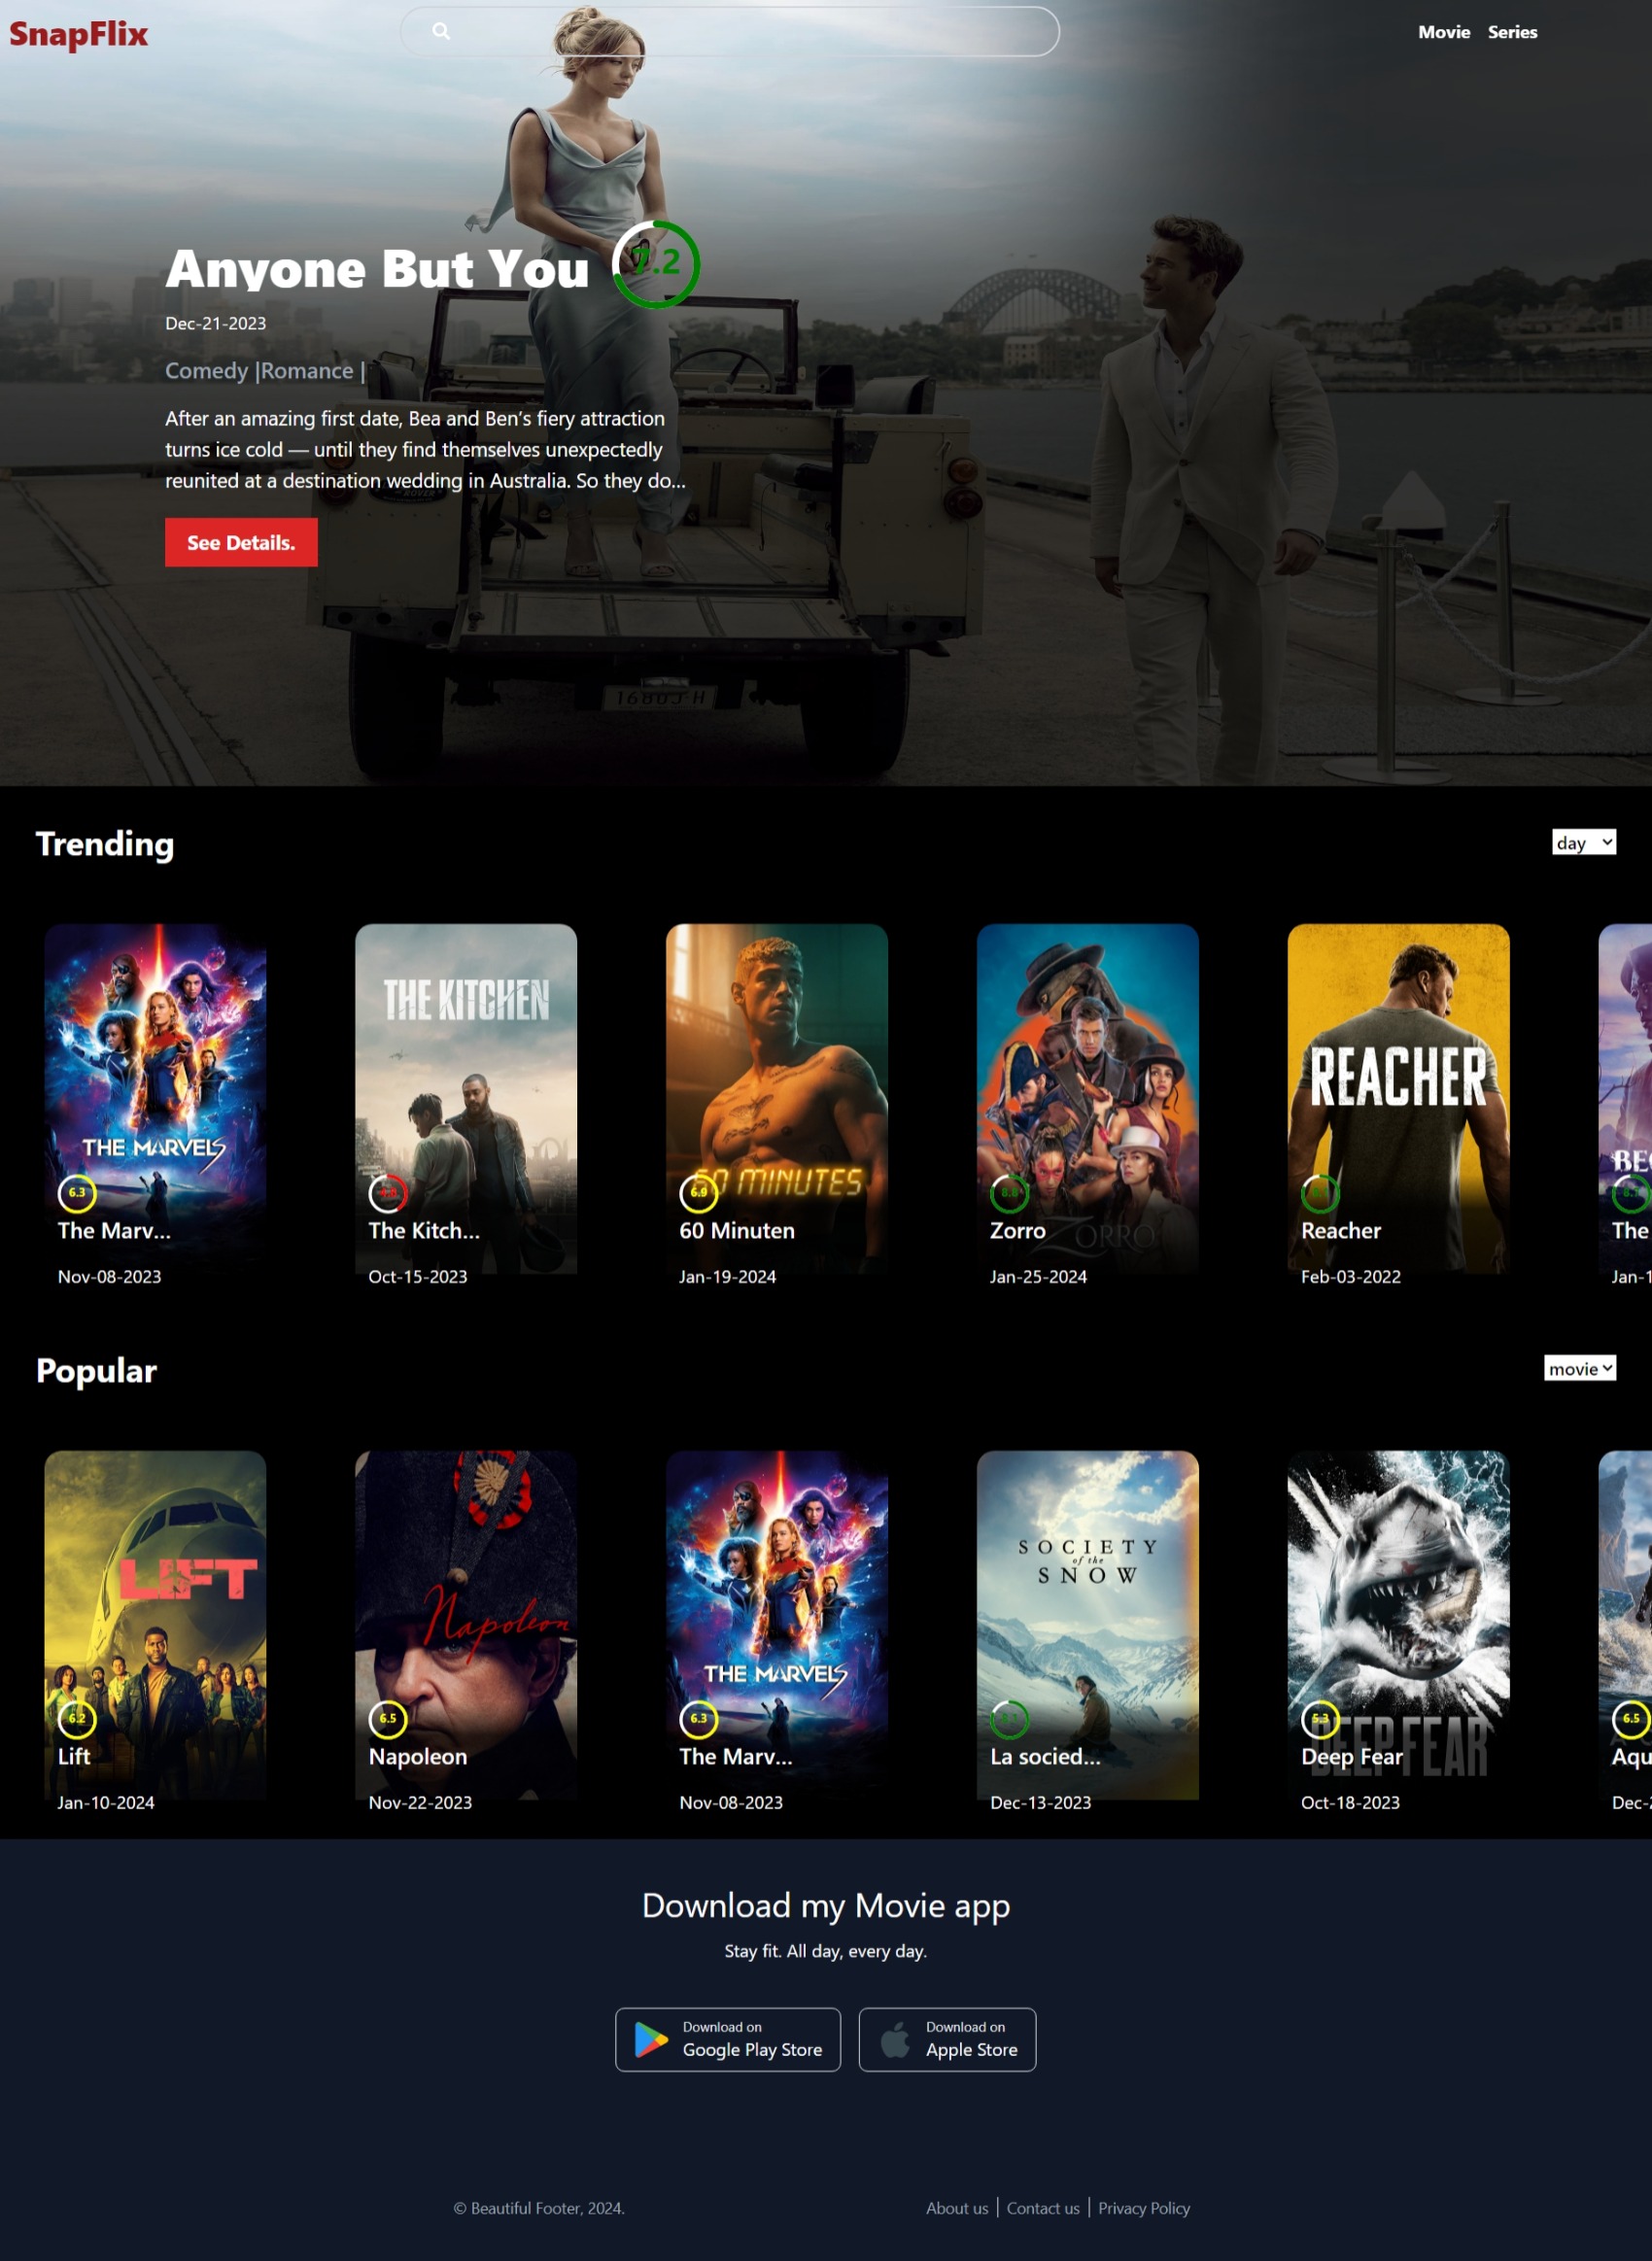 SnapFlix
Movie Series
Anyone But You
7.2
Dec-21-2023
Comedy |Romance |
After an amazing first date, Bea and Ben's fiery attraction
turns ice cold — until they find themselves unexpectedly
reunited at a destination wedding in Australia. So they do...
See Details.
Trending
day
THE MARVELS
6.3
The Marv...
Nov-08-2023
THE KITCHEN
The Kitch...
Oct-15-2023
60 MINUTES
6.9
60 Minuten
Jan-19-2024
ZORRO
8.8
Zorro
Jan-25-2024
REACHER
Reacher
Feb-03-2022
The
Jan-1
Popular
movie
LIFT
6.2
Lift
Jan-10-2024
Napoleon
6.5
Napoleon
Nov-22-2023
THE MARVELS
6.3
The Marv...
Nov-08-2023
SOCIETY
of the
SNOW
La socied...
Dec-13-2023
5.3
DEEP FEAR
Deep Fear
Oct-18-2023
6.5
Aqu
Dec-
Download my Movie app
Stay fit. All day, every day.
Download on
Google Play Store
Download on
Apple Store
© Beautiful Footer, 2024.
About us | Contact us | Privacy Policy